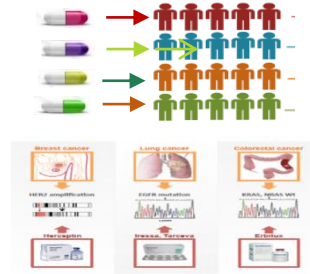 Breast cancer
Lung cancer
Colorectal cancer
HER2 amplification
EGFR mutation
KRAS, NRAS Wt
Herceptin
Iressa, Tarceva
Erbitux